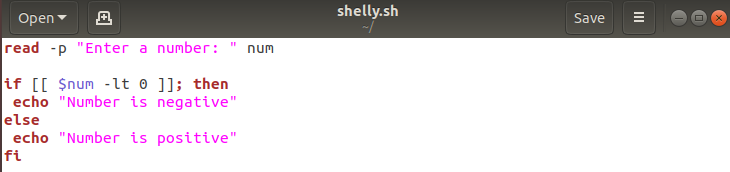 Open shelly.sh Save
~/
read -p "Enter a number: " num
if [[ $num -lt 0 ]]; then
 echo "Number is negative"
else
 echo "Number is positive"
fi